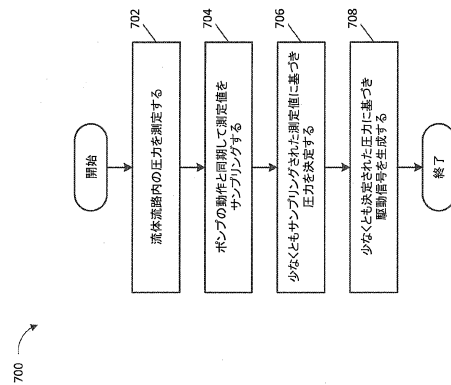 700
開始
702
流体流路内の圧力を測定する
704
ポンプの動作と同期して測定値を
サンプリングする
706
少なくともサンプリングされた測定値に基づき
圧力を決定する
708
少なくとも決定された圧力に基づき
駆動信号を生成する
終了